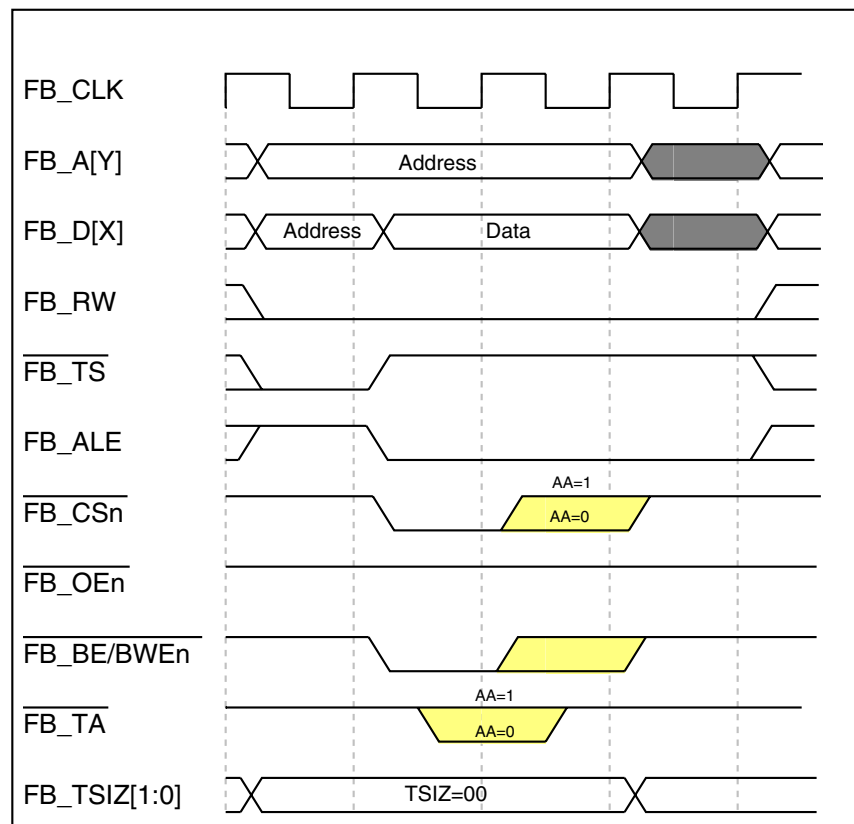 FB_CLK
FB_A[Y]
Address
FB_D[X]
Address
Data
FB_RW
FB_TS
FB_ALE
AA=1
FB_CSn
AA=0
FB_OEn
FB_BE/BWEn
AA=1
FB_TA
AA=0
FB_TSIZ[1:0]
TSIZ=00